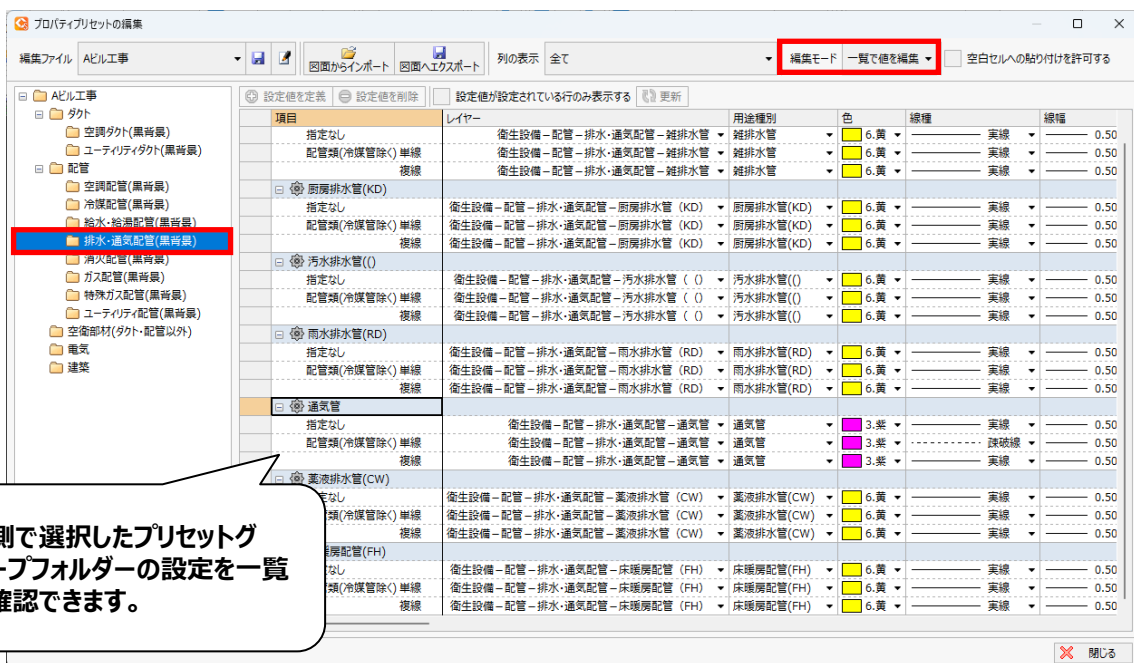 プロパティプリセットの編集
編集ファイル Aビル工事 図面からインポート 図面へエクスポート 列の表示 全て 編集モード 一覧で値を編集 空白セルへの貼り付けを許可する
設定値を定義 設定値を削除 設定値が設定されている行のみ表示する 更新
Aビル工事
ダクト
空調ダクト(黒背景)
ユーティリティダクト(黒背景)
配管
空調配管(黒背景)
冷媒配管(黒背景)
給水・給湯配管(黒背景)
排水・通気配管(黒背景)
消火配管(黒背景)
ガス配管(黒背景)
特殊ガス配管(黒背景)
ユーティリティ配管(黒背景)
空衛部材(ダクト・配管以外)
電気
建築
項目 レイヤー 用途種別 色 線種 線幅
指定なし 衛生設備－配管－排水・通気配管－雑排水管 雑排水管 6.黄 実線 0.50
配管類(冷媒管除く) 単線 衛生設備－配管－排水・通気配管－雑排水管 雑排水管 6.黄 実線 0.50
複線 衛生設備－配管－排水・通気配管－雑排水管 雑排水管 6.黄 実線 0.50
厨房排水管(KD)
指定なし 衛生設備－配管－排水・通気配管－厨房排水管（KD） 厨房排水管(KD) 6.黄 実線 0.50
配管類(冷媒管除く) 単線 衛生設備－配管－排水・通気配管－厨房排水管（KD） 厨房排水管(KD) 6.黄 実線 0.50
複線 衛生設備－配管－排水・通気配管－厨房排水管（KD） 厨房排水管(KD) 6.黄 実線 0.50
汚水排水管(()
指定なし 衛生設備－配管－排水・通気配管－汚水排水管（ (） 汚水排水管(() 6.黄 実線 0.50
配管類(冷媒管除く) 単線 衛生設備－配管－排水・通気配管－汚水排水管（ (） 汚水排水管(() 6.黄 実線 0.50
複線 衛生設備－配管－排水・通気配管－汚水排水管（ (） 汚水排水管(() 6.黄 実線 0.50
雨水排水管(RD)
指定なし 衛生設備－配管－排水・通気配管－雨水排水管（RD） 雨水排水管(RD) 6.黄 実線 0.50
配管類(冷媒管除く) 単線 衛生設備－配管－排水・通気配管－雨水排水管（RD） 雨水排水管(RD) 6.黄 実線 0.50
複線 衛生設備－配管－排水・通気配管－雨水排水管（RD） 雨水排水管(RD) 6.黄 実線 0.50
通気管
指定なし 衛生設備－配管－排水・通気配管－通気管 通気管 3.紫 実線 0.50
配管類(冷媒管除く) 単線 衛生設備－配管－排水・通気配管－通気管 通気管 3.紫 疎破線 0.50
複線 衛生設備－配管－排水・通気配管－通気管 通気管 3.紫 実線 0.50
薬液排水管(CW)
定なし 衛生設備－配管－排水・通気配管－薬液排水管（CW） 薬液排水管(CW) 6.黄 実線 0.50
類(冷媒管除く) 単線 衛生設備－配管－排水・通気配管－薬液排水管（CW） 薬液排水管(CW) 6.黄 実線 0.50
複線 衛生設備－配管－排水・通気配管－薬液排水管（CW） 薬液排水管(CW) 6.黄 実線 0.50
暖房配管(FH)
なし 衛生設備－配管－排水・通気配管－床暖房配管（FH） 床暖房配管(FH) 6.黄 実線 0.50
類(冷媒管除く) 単線 衛生設備－配管－排水・通気配管－床暖房配管（FH） 床暖房配管(FH) 6.黄 実線 0.50
複線 衛生設備－配管－排水・通気配管－床暖房配管（FH） 床暖房配管(FH) 6.黄 実線 0.50
側で選択したプリセットグ
ープフォルダーの設定を一覧
確認できます。
閉じる